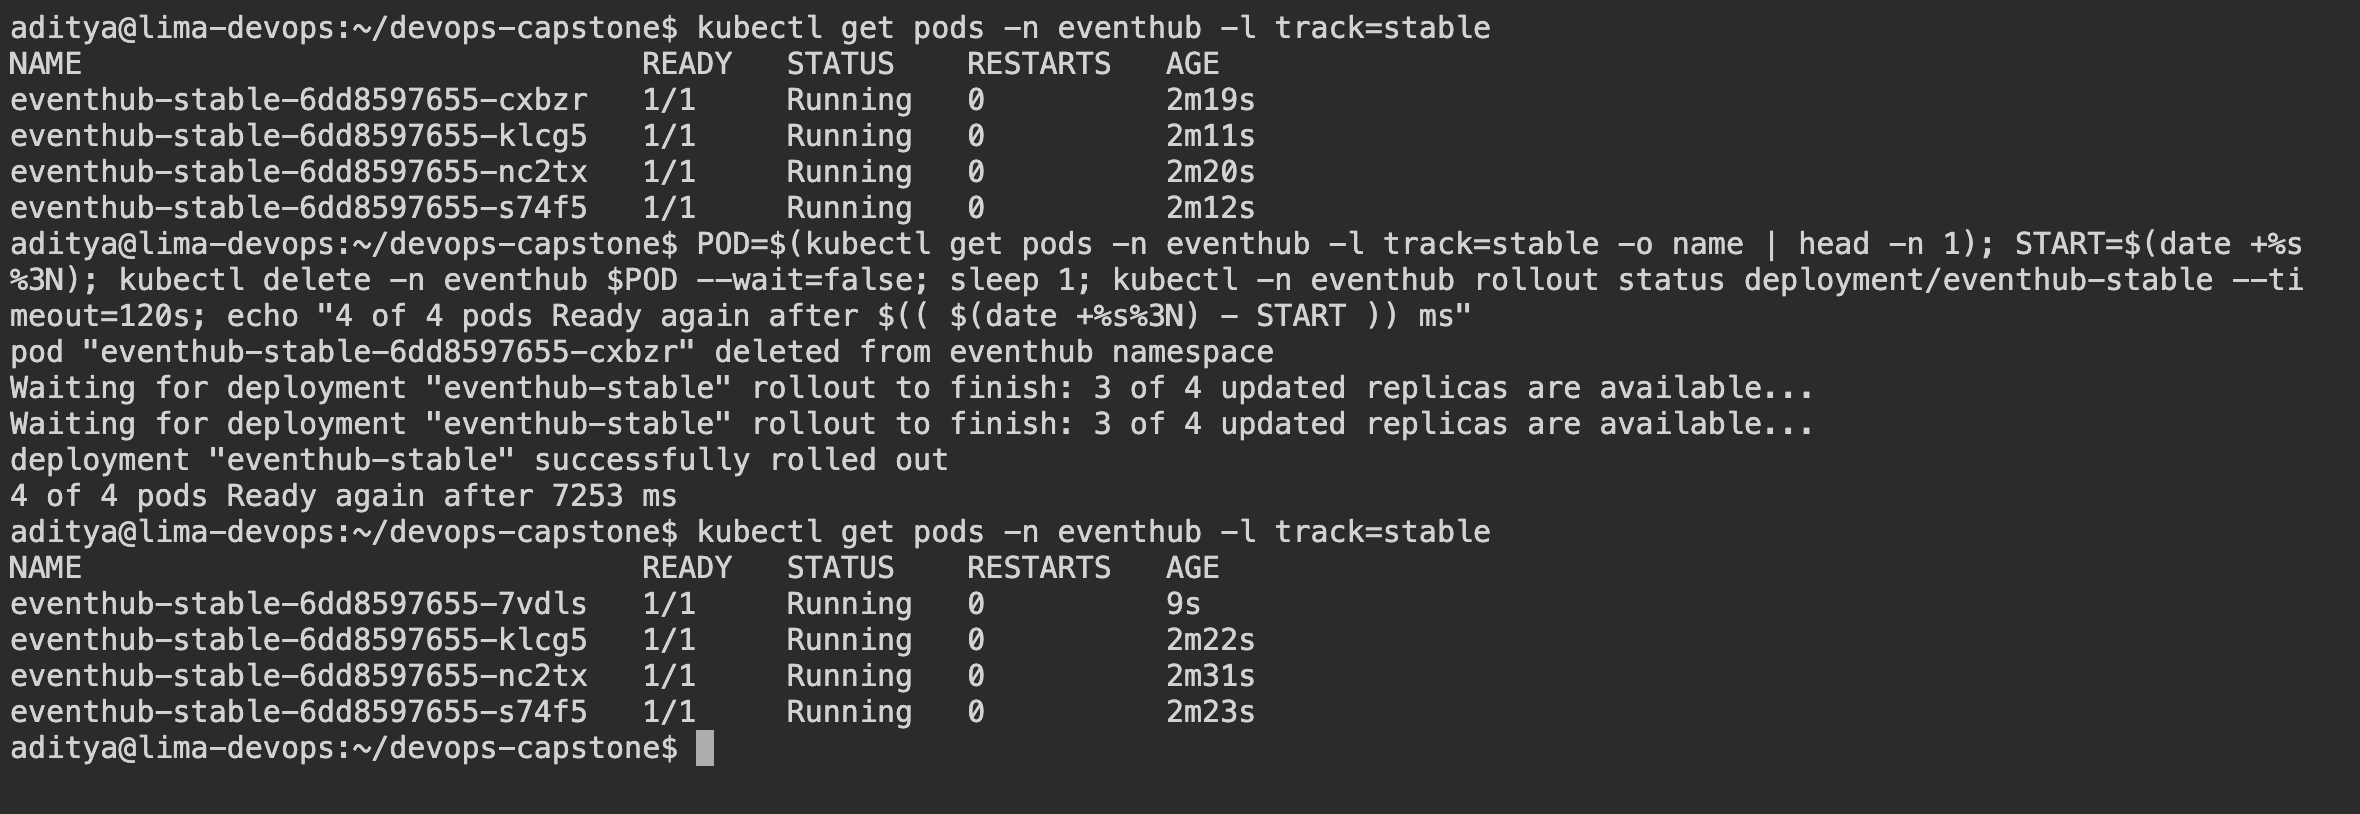 aditya@lima-devops:~/devops-capstone$ kubectl get pods -n eventhub -l track=stable
NAME                               READY   STATUS    RESTARTS   AGE
eventhub-stable-6dd8597655-cxbzr   1/1     Running   0          2m19s
eventhub-stable-6dd8597655-klcg5   1/1     Running   0          2m11s
eventhub-stable-6dd8597655-nc2tx   1/1     Running   0          2m20s
eventhub-stable-6dd8597655-s74f5   1/1     Running   0          2m12s
aditya@lima-devops:~/devops-capstone$ POD=$(kubectl get pods -n eventhub -l track=stable -o name | head -n 1); START=$(date +%s
%3N); kubectl delete -n eventhub $POD --wait=false; sleep 1; kubectl -n eventhub rollout status deployment/eventhub-stable --ti
meout=120s; echo "4 of 4 pods Ready again after $(( $(date +%s%3N) - START )) ms"
pod "eventhub-stable-6dd8597655-cxbzr" deleted from eventhub namespace
Waiting for deployment "eventhub-stable" rollout to finish: 3 of 4 updated replicas are available...
Waiting for deployment "eventhub-stable" rollout to finish: 3 of 4 updated replicas are available...
deployment "eventhub-stable" successfully rolled out
4 of 4 pods Ready again after 7253 ms
aditya@lima-devops:~/devops-capstone$ kubectl get pods -n eventhub -l track=stable
NAME                               READY   STATUS    RESTARTS   AGE
eventhub-stable-6dd8597655-7vdls   1/1     Running   0          9s
eventhub-stable-6dd8597655-klcg5   1/1     Running   0          2m22s
eventhub-stable-6dd8597655-nc2tx   1/1     Running   0          2m31s
eventhub-stable-6dd8597655-s74f5   1/1     Running   0          2m23s
aditya@lima-devops:~/devops-capstone$